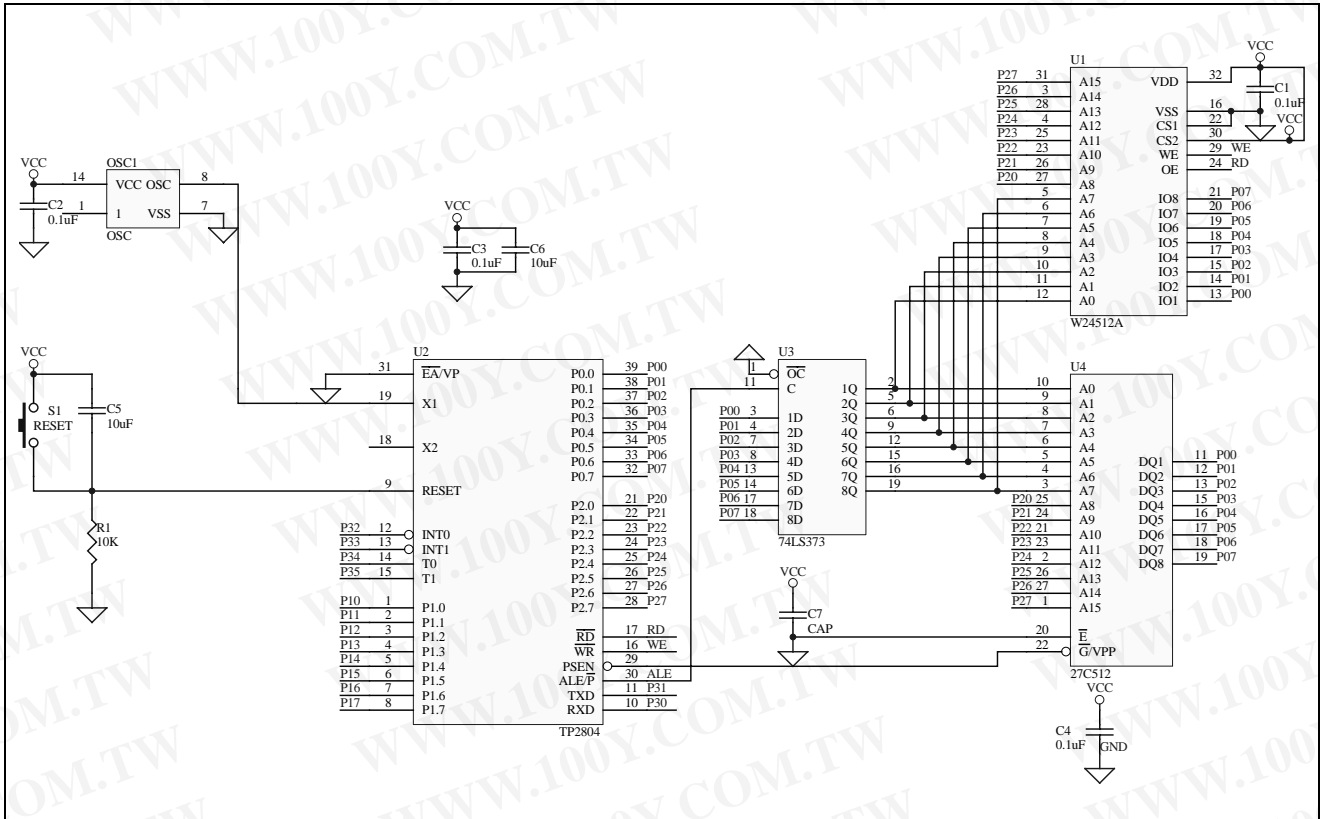 WWW.100Y.COM.TW
VCC
OSC1
14 VCC OSC 8
1 1 VSS 7
OSC
C2
0.1uF
VCC
C3
0.1uF
C6
10uF
VCC
S1
RESET
C5
10uF
R1
10K
U2
31 EA/VP
19 X1
18 X2
9 RESET
P32 12 INT0
P33 13 INT1
P34 14 T0
P35 15 T1
P10 1 P1.0
P11 2 P1.1
P12 3 P1.2
P13 4 P1.3
P14 5 P1.4
P15 6 P1.5
P16 7 P1.6
P17 8 P1.7
P0.0 39 P00
P0.1 38 P01
P0.2 37 P02
P0.3 36 P03
P0.4 35 P04
P0.5 34 P05
P0.6 33 P06
P0.7 32 P07
P2.0 21 P20
P2.1 22 P21
P2.2 23 P22
P2.3 24 P23
P2.4 25 P24
P2.5 26 P25
P2.6 27 P26
P2.7 28 P27
RD 17 RD
WR 16 WE
PSEN 29
ALE/P 30 ALE
TXD 11 P31
RXD 10 P30
TP2804
U3
1 OC
11 C
P00 3 1D
P01 4 2D
P02 7 3D
P03 8 4D
P04 13 5D
P05 14 6D
P06 17 7D
P07 18 8D
1Q 2
2Q 5
3Q 6
4Q 9
5Q 12
6Q 15
7Q 16
8Q 19
74LS373
VCC
C7
CAP
U1
P27 31 A15
P26 3 A14
P25 28 A13
P24 4 A12
P23 25 A11
P22 23 A10
P21 26 A9
P20 27 A8
5 A7
6 A6
7 A5
8 A4
9 A3
10 A2
11 A1
12 A0
VDD 32
VSS 16
CS1 22
CS2 30
WE 29 WE
OE 24 RD
IO8 21 P07
IO7 20 P06
IO6 19 P05
IO5 18 P04
IO4 17 P03
IO3 15 P02
IO2 14 P01
IO1 13 P00
W24512A
VCC
C1
0.1uF
VCC
U4
10 A0
9 A1
8 A2
7 A3
6 A4
5 A5
4 A6
3 A7
P20 25 A8
P21 24 A9
P22 21 A10
P23 23 A11
P24 2 A12
P25 26 A13
P26 27 A14
P27 1 A15
20 E
22 G/VPP
DQ1 11 P00
DQ2 12 P01
DQ3 13 P02
DQ4 15 P03
DQ5 16 P04
DQ6 17 P05
DQ7 18 P06
DQ8 19 P07
27C512
VCC
C4
0.1uF
GND